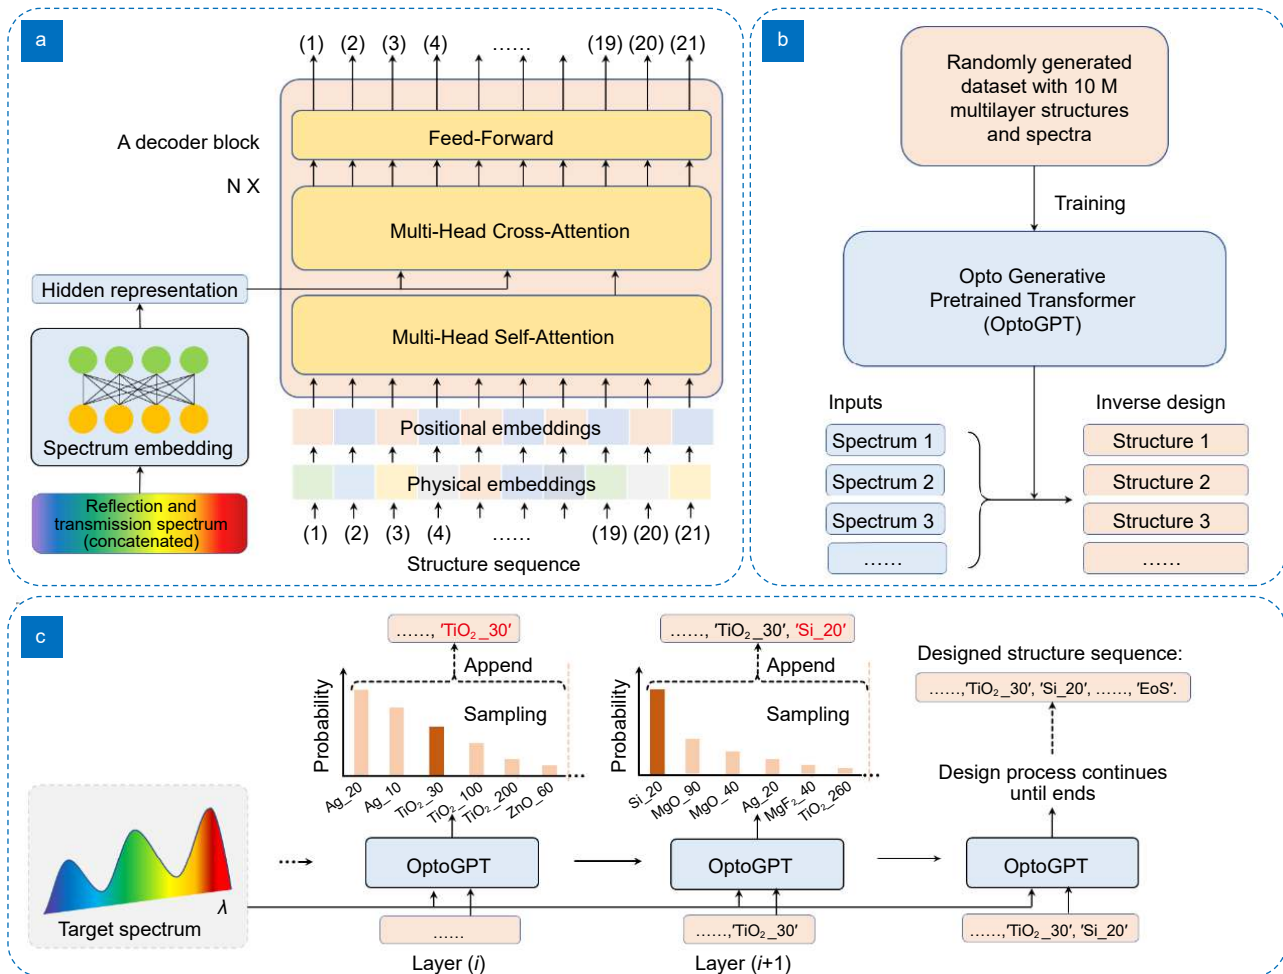 a
(1) (2) (3) (4) …… (19) (20) (21)
A decoder block
N X
Feed-Forward
Multi-Head Cross-Attention
Hidden representation
Multi-Head Self-Attention
Spectrum embedding
Positional embeddings
Physical embeddings
Reflection and
transmission spectrum
(concatenated)
(1) (2) (3) (4) …… (19) (20) (21)
Structure sequence
b
Randomly generated
dataset with 10 M
multilayer structures
and spectra
Training
Opto Generative
Pretrained Transformer
(OptoGPT)
Inputs
Spectrum 1
Spectrum 2
Spectrum 3
……
Inverse design
Structure 1
Structure 2
Structure 3
……
c
Target spectrum
λ
……, ′TiO₂_30′
Append
Sampling
Probability
Ag_20
Ag_10
TiO₂_30
TiO₂_100
TiO₂_200
ZnO_60
OptoGPT
……
Layer (i)
……, ′TiO₂_30′, ′Si_20′
Append
Sampling
Probability
Si_20
MgO_90
MgO_40
Ag_20
MgF₂_40
TiO₂_260
OptoGPT
……,′TiO₂_30′
Layer (i+1)
Designed structure sequence:
……,′TiO₂_30′, ′Si_20′, ……, ′EoS′.
Design process continues
until ends
OptoGPT
……,′TiO₂_30′, ′Si_20′